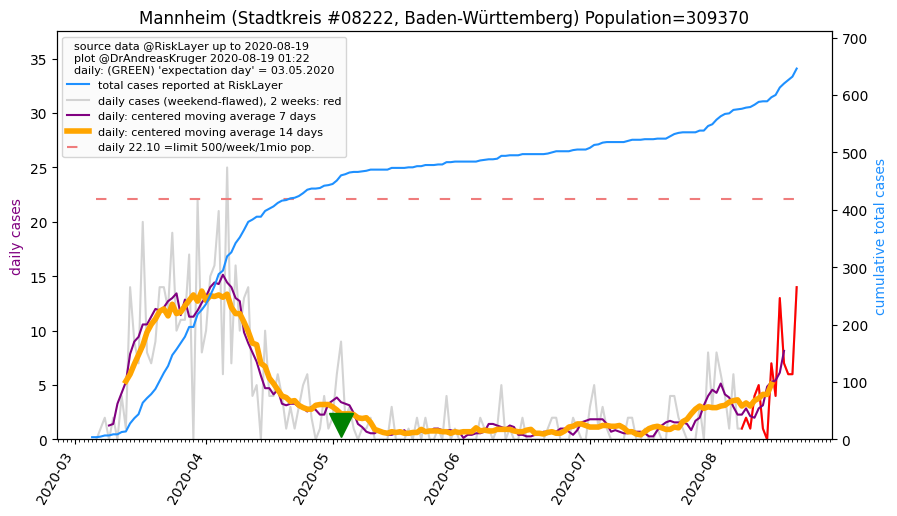 Mannheim (Stadtkreis #08222, Baden-Württemberg) Population=309370
source data @RiskLayer up to 2020-08-19
plot @DrAndreasKruger 2020-08-19 01:22
daily: (GREEN) 'expectation day' = 03.05.2020
total cases reported at RiskLayer
daily cases (weekend-flawed), 2 weeks: red
daily: centered moving average 7 days
daily: centered moving average 14 days
daily 22.10 =limit 500/week/1mio pop.
daily cases
35
30
25
20
15
10
5
0
700
600
500
400
300
200
100
0
cumulative total cases
2020-03
2020-04
2020-05
2020-06
2020-07
2020-08